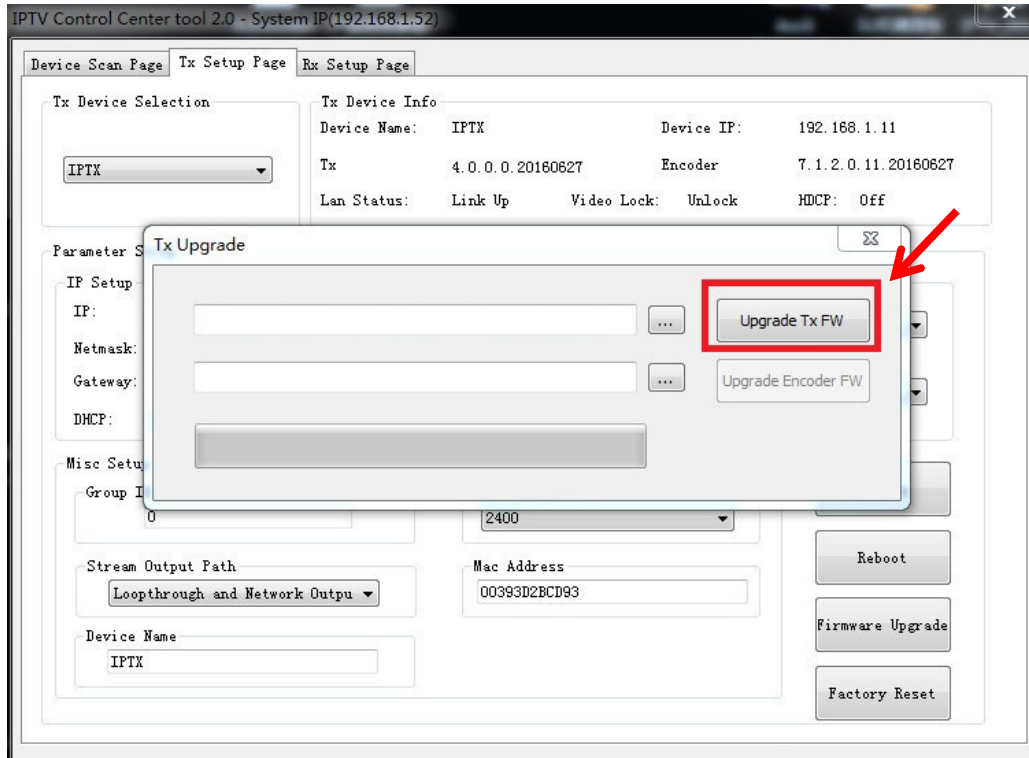 IPTV Control Center tool 2.0 - System IP(192.168.1.52)
Device Scan Page Tx Setup Page Rx Setup Page
Tx Device Selection
IPTX
Tx Device Info
Device Name: IPTX Device IP: 192.168.1.11
Tx 4.0.0.0.20160627 Encoder 7.1.2.0.11.20160627
Lan Status: Link Up Video Lock: Unlock HDCP: Off
Parameter S
IP Setup
IP:
Netmask:
Gateway:
DHCP:
Tx Upgrade
... Upgrade Tx FW
... Upgrade Encoder FW
Misc Setu
Group I
0
2400
Stream Output Path
Loopthrough and Network Outpu
Mac Address
00393D2BCD93
Device Name
IPTX
Reboot
Firmware Upgrade
Factory Reset